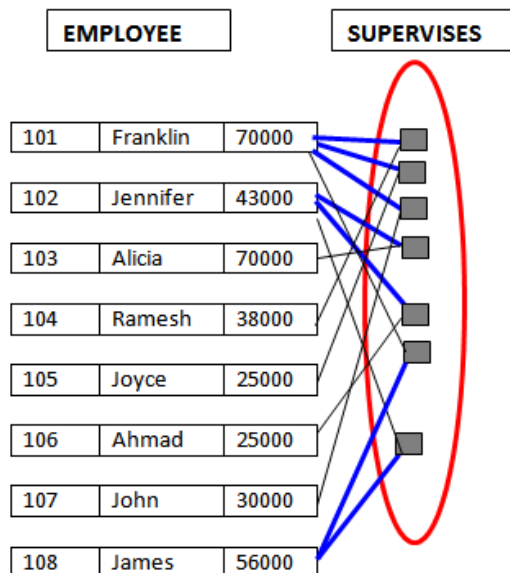 EMPLOYEE SUPERVISES
101 Franklin 70000
102 Jennifer 43000
103 Alicia 70000
104 Ramesh 38000
105 Joyce 25000
106 Ahmad 25000
107 John 30000
108 James 56000